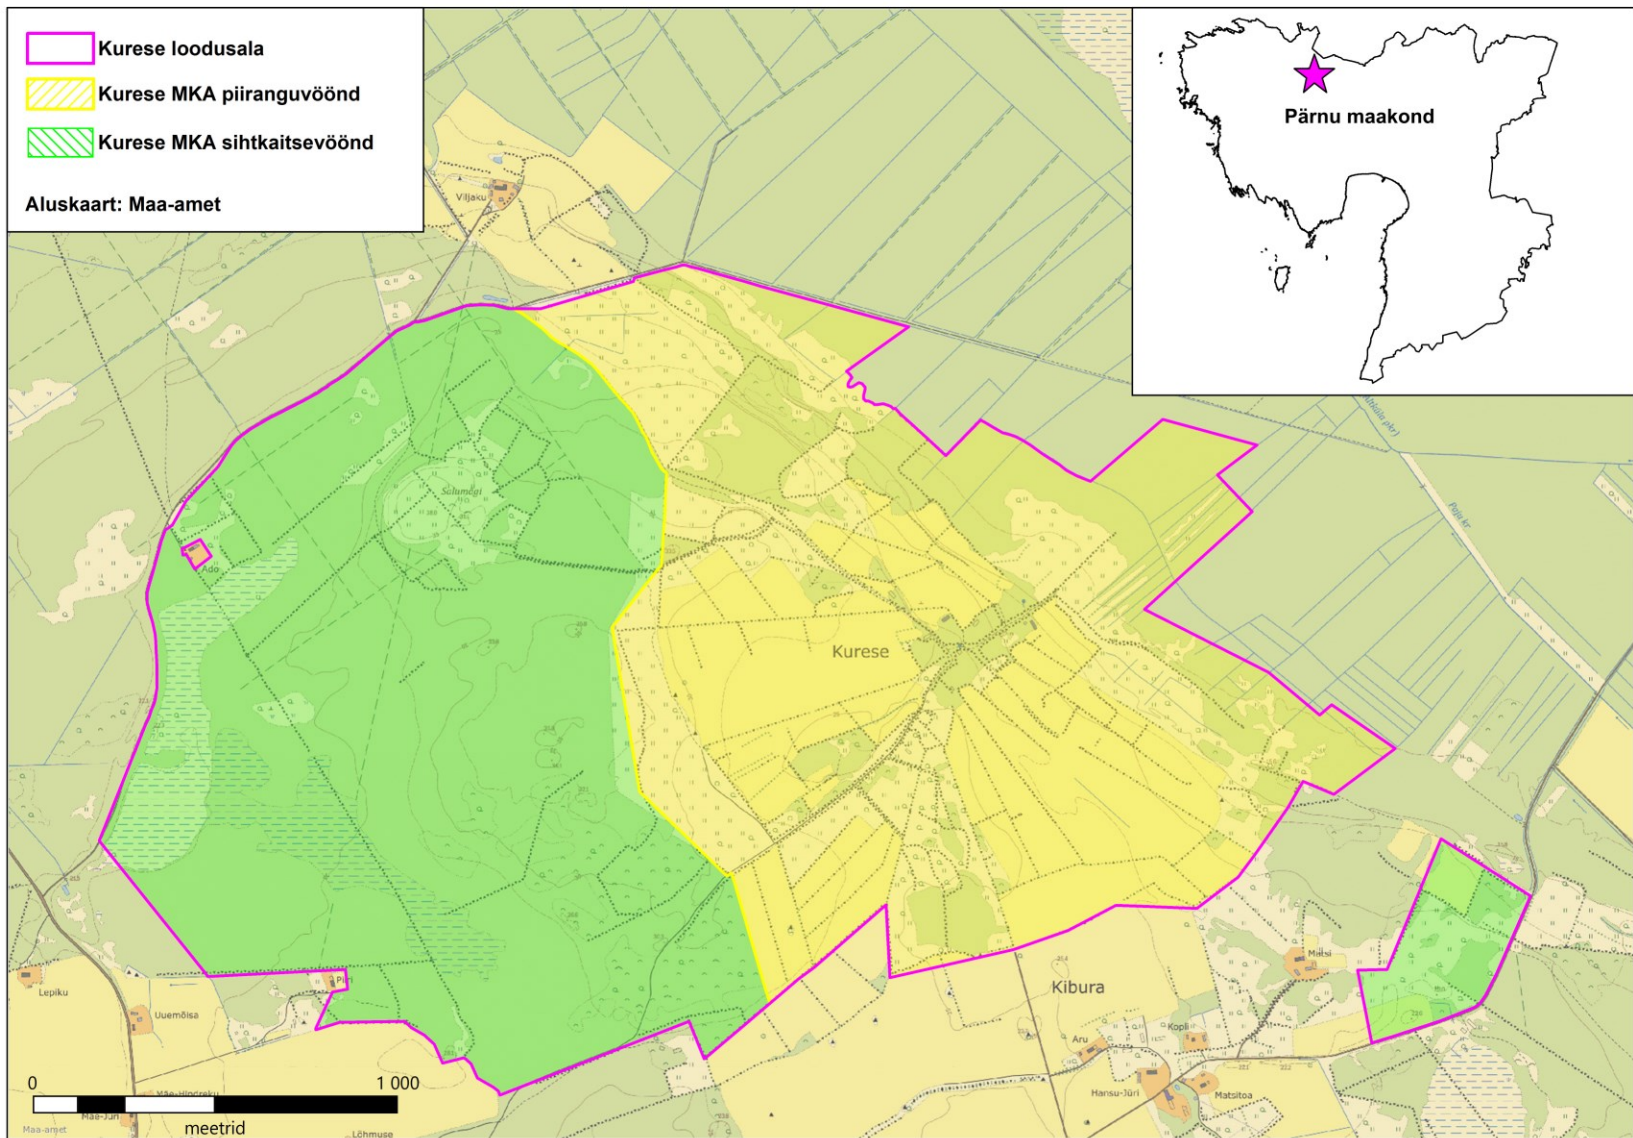 Kurese loodusala
Kurese MKA piiranguvöönd
Kurese MKA sihtkaitsevöönd
Aluskaart: Maa-amet
Pärnu maakond
Viljaku
Salumägi
Paju kr
Ado
Kurese
Piiri
Lepiku
Uuemõisa
Matsi
Kibura
Kopli
Aru
Hansu-Jüri
Matsitoa
0
1 000
meetrid
Mäe-Hindreku
Mäe-Jüri
Maa-amet
Lõhmuse